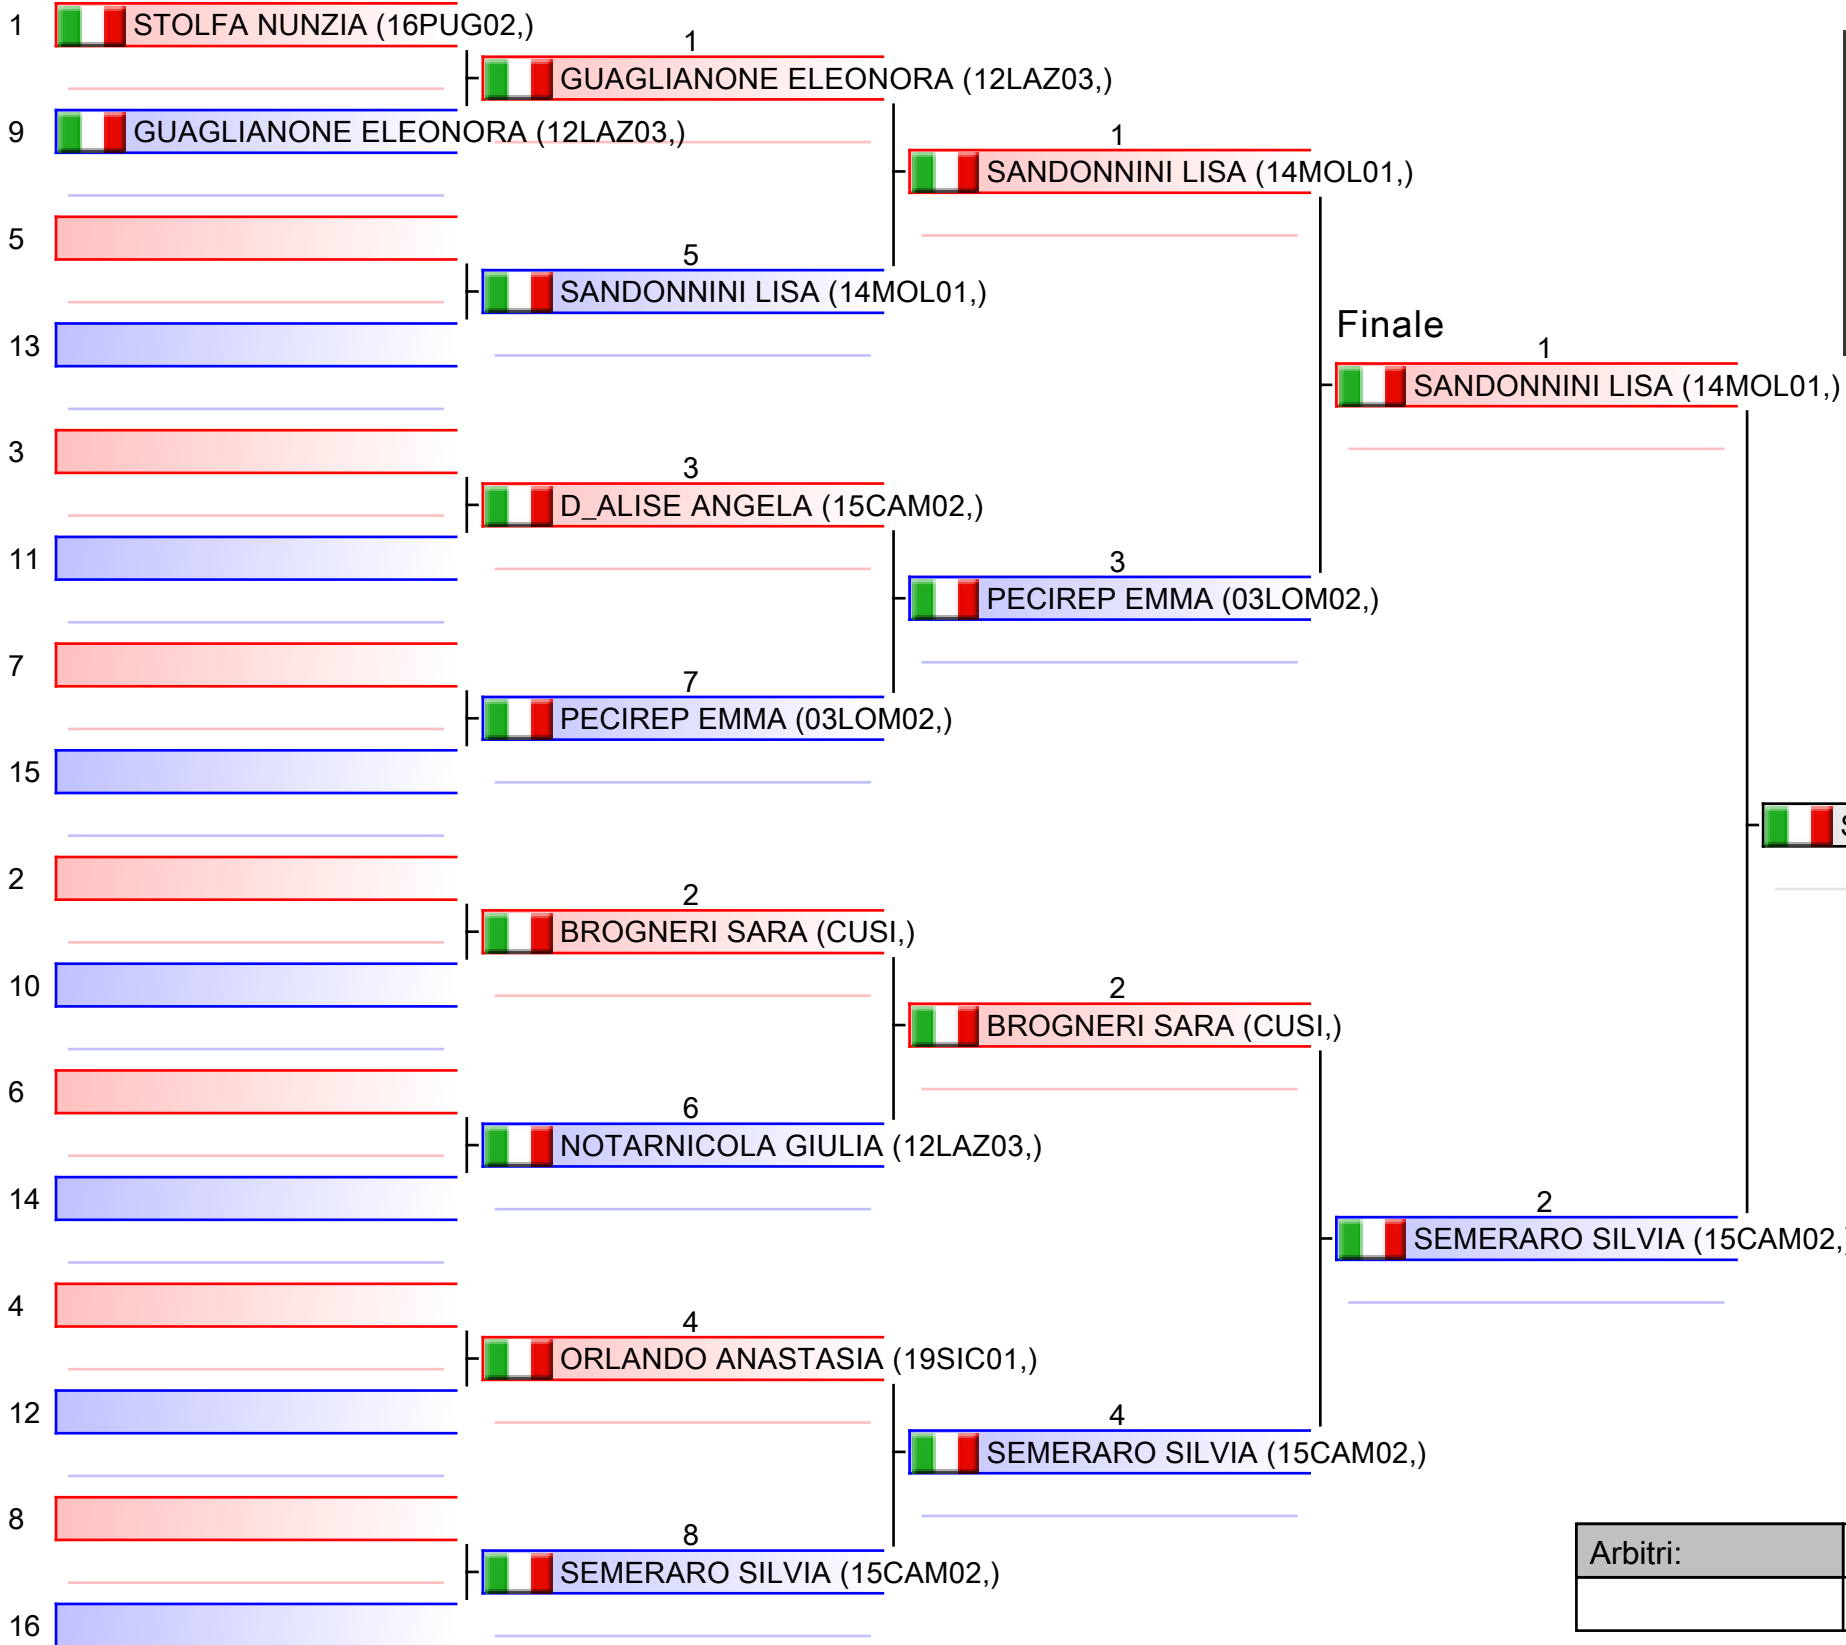 1 STOLFA NUNZIA (16PUG02,)
1
GUAGLIANONE ELEONORA (12LAZ03,)
9 GUAGLIANONE ELEONORA (12LAZ03,)
1
SANDONNINI LISA (14MOL01,)
5
5
SANDONNINI LISA (14MOL01,)
13
Finale
1
SANDONNINI LISA (14MOL01,)
3
3
D_ALISE ANGELA (15CAM02,)
11
3
PECIREP EMMA (03LOM02,)
7
7
PECIREP EMMA (03LOM02,)
15
2
2
BROGNERI SARA (CUSI,)
10
2
BROGNERI SARA (CUSI,)
6
6
NOTARNICOLA GIULIA (12LAZ03,)
14
2
SEMERARO SILVIA (15CAM02,)
4
4
ORLANDO ANASTASIA (19SIC01,)
12
4
SEMERARO SILVIA (15CAM02,)
8
8
SEMERARO SILVIA (15CAM02,)
Arbitri:
16